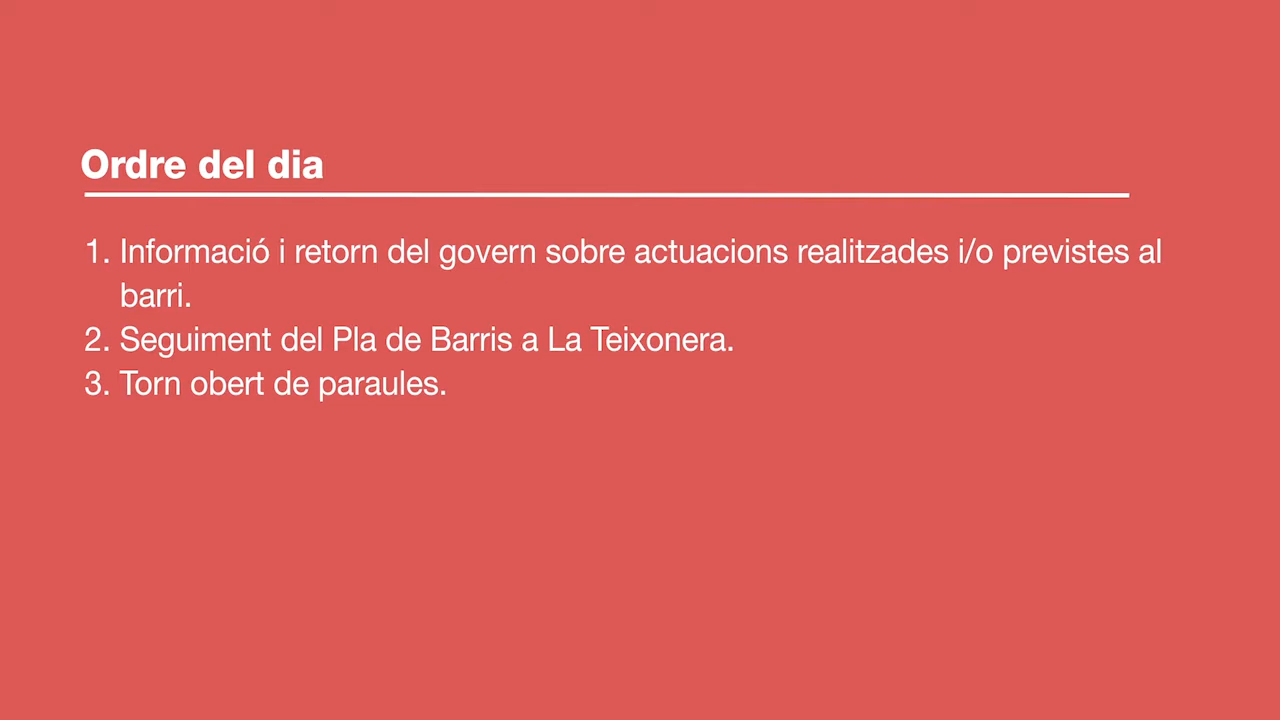 Ordre del dia
1. Informació i retorn del govern sobre actuacions realitzades i/o previstes al
barri.
2. Seguiment del Pla de Barris a La Teixonera.
3. Torn obert de paraules.